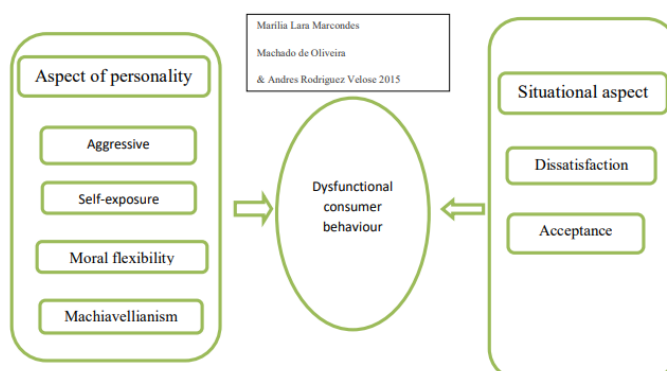 Marilia Lara Marcondes
Machado de Oliveira
& Andres Rodriguez Velose 2015
Aspect of personality
Aggressive
Self-exposure
Moral flexibility
Machiavellianism
Dysfunctional
consumer
behaviour
Situational aspect
Dissatisfaction
Acceptance